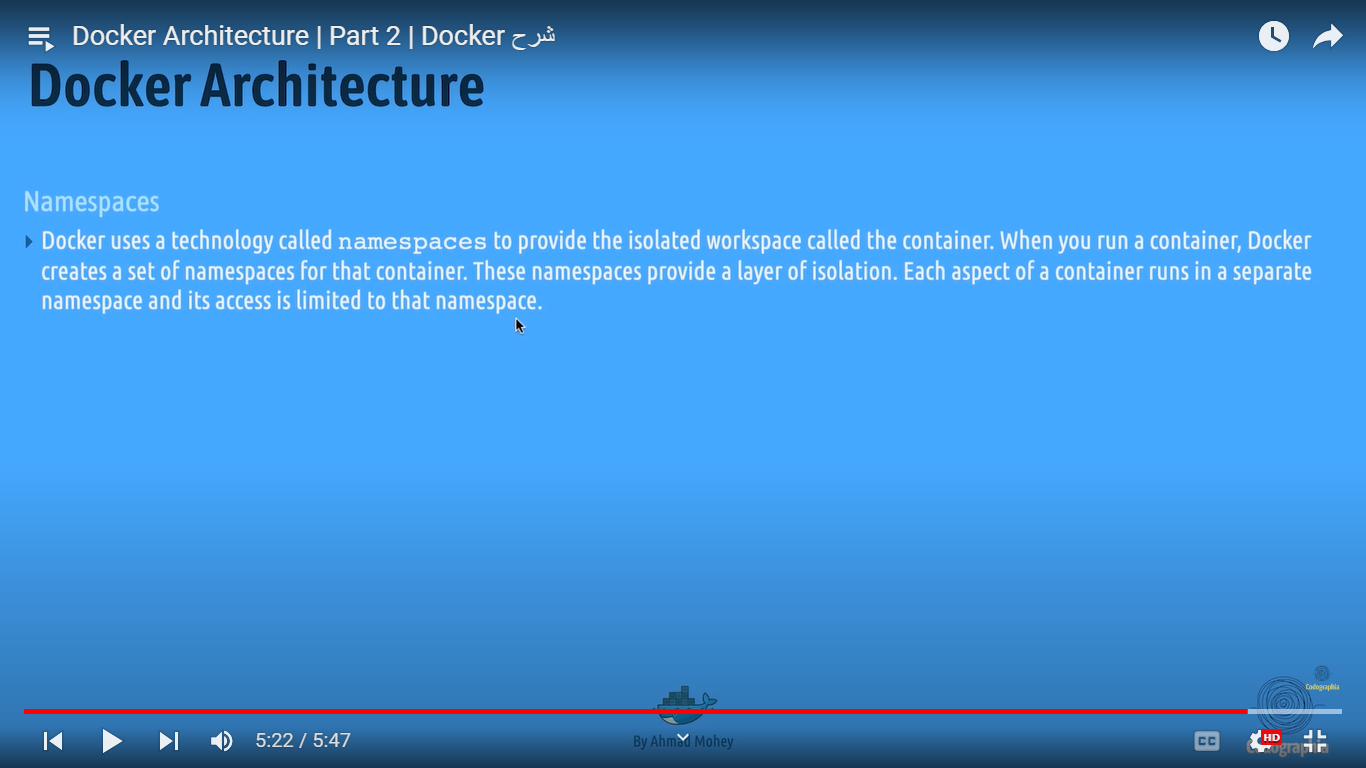 Docker Architecture | Part 2 | Docker شرح
Docker Architecture
Namespaces
Docker uses a technology called namespaces to provide the isolated workspace called the container. When you run a container, Docker
creates a set of namespaces for that container. These namespaces provide a layer of isolation. Each aspect of a container runs in a separate
namespace and its access is limited to that namespace.
Codographia
5:22 / 5:47
By Ahmad Mohey
CC
HD
Codographia